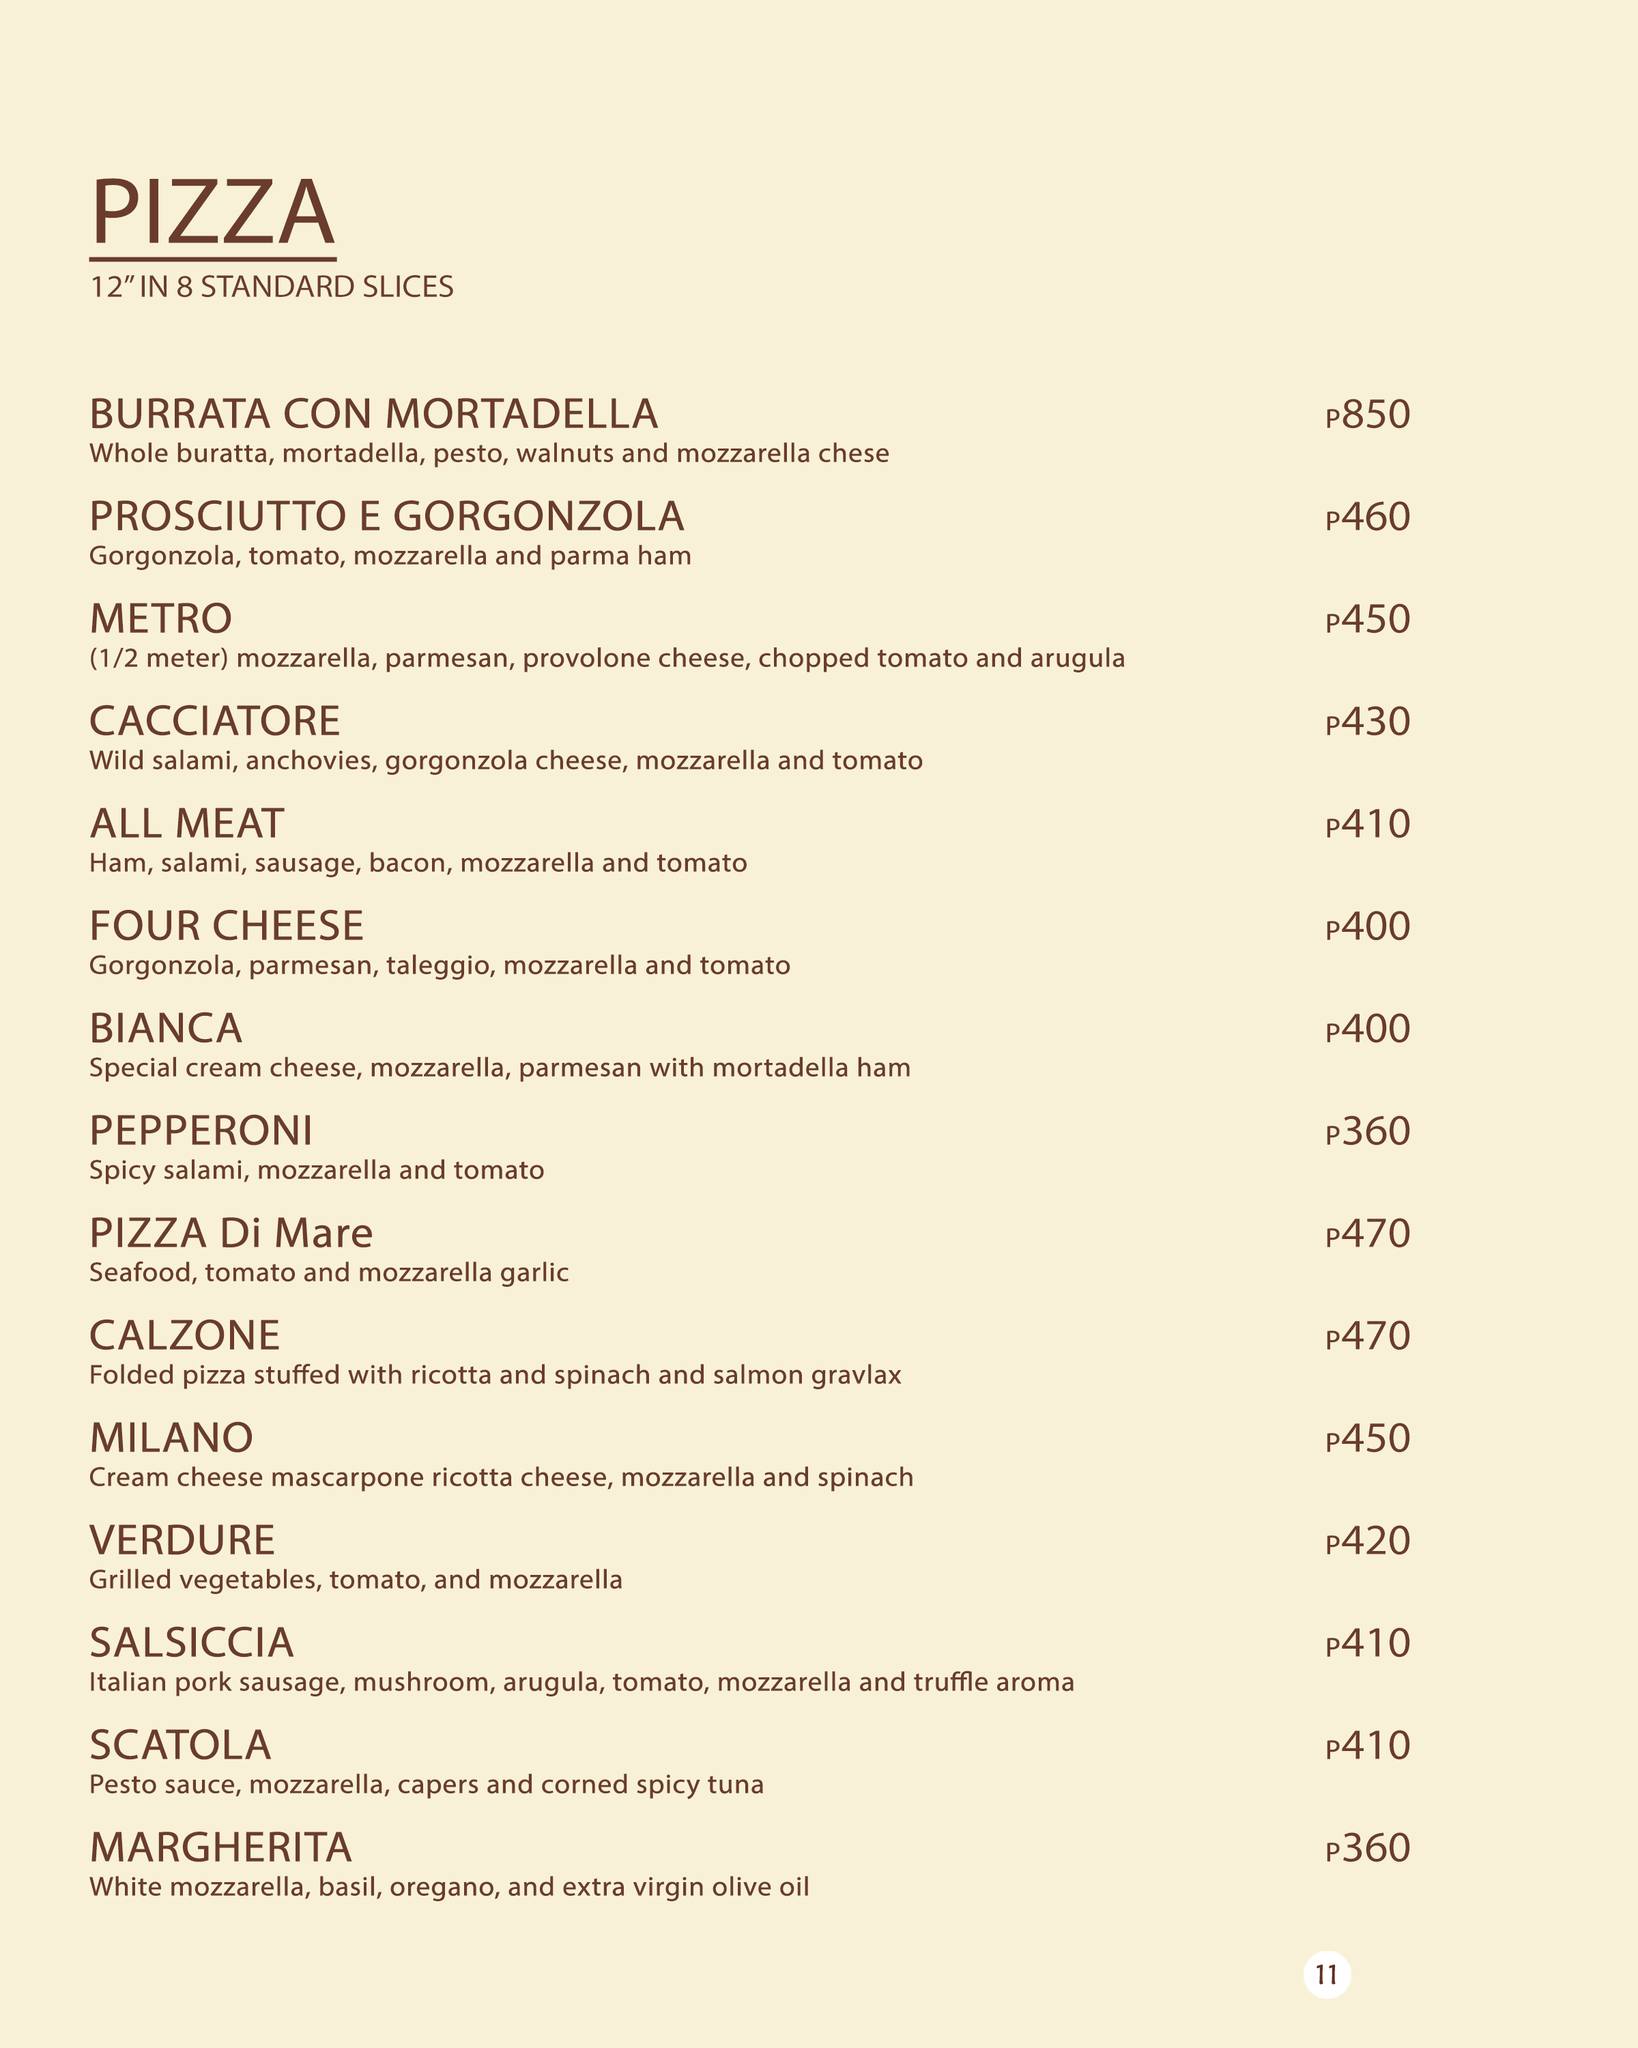 PIZZA
12” IN 8 STANDARD SLICES
BURRATA CON MORTADELLA P850
Whole buratta, mortadella, pesto, walnuts and mozzarella chese
PROSCIUTTO E GORGONZOLA P460
Gorgonzola, tomato, mozzarella and parma ham
METRO P450
(1/2 meter) mozzarella, parmesan, provolone cheese, chopped tomato and arugula
CACCIATORE P430
Wild salami, anchovies, gorgonzola cheese, mozzarella and tomato
ALL MEAT P410
Ham, salami, sausage, bacon, mozzarella and tomato
FOUR CHEESE P400
Gorgonzola, parmesan, taleggio, mozzarella and tomato
BIANCA P400
Special cream cheese, mozzarella, parmesan with mortadella ham
PEPPERONI P360
Spicy salami, mozzarella and tomato
PIZZA Di Mare P470
Seafood, tomato and mozzarella garlic
CALZONE P470
Folded pizza stuffed with ricotta and spinach and salmon gravlax
MILANO P450
Cream cheese mascarpone ricotta cheese, mozzarella and spinach
VERDURE P420
Grilled vegetables, tomato, and mozzarella
SALSICCIA P410
Italian pork sausage, mushroom, arugula, tomato, mozzarella and truffle aroma
SCATOLA P410
Pesto sauce, mozzarella, capers and corned spicy tuna
MARGHERITA P360
White mozzarella, basil, oregano, and extra virgin olive oil
11